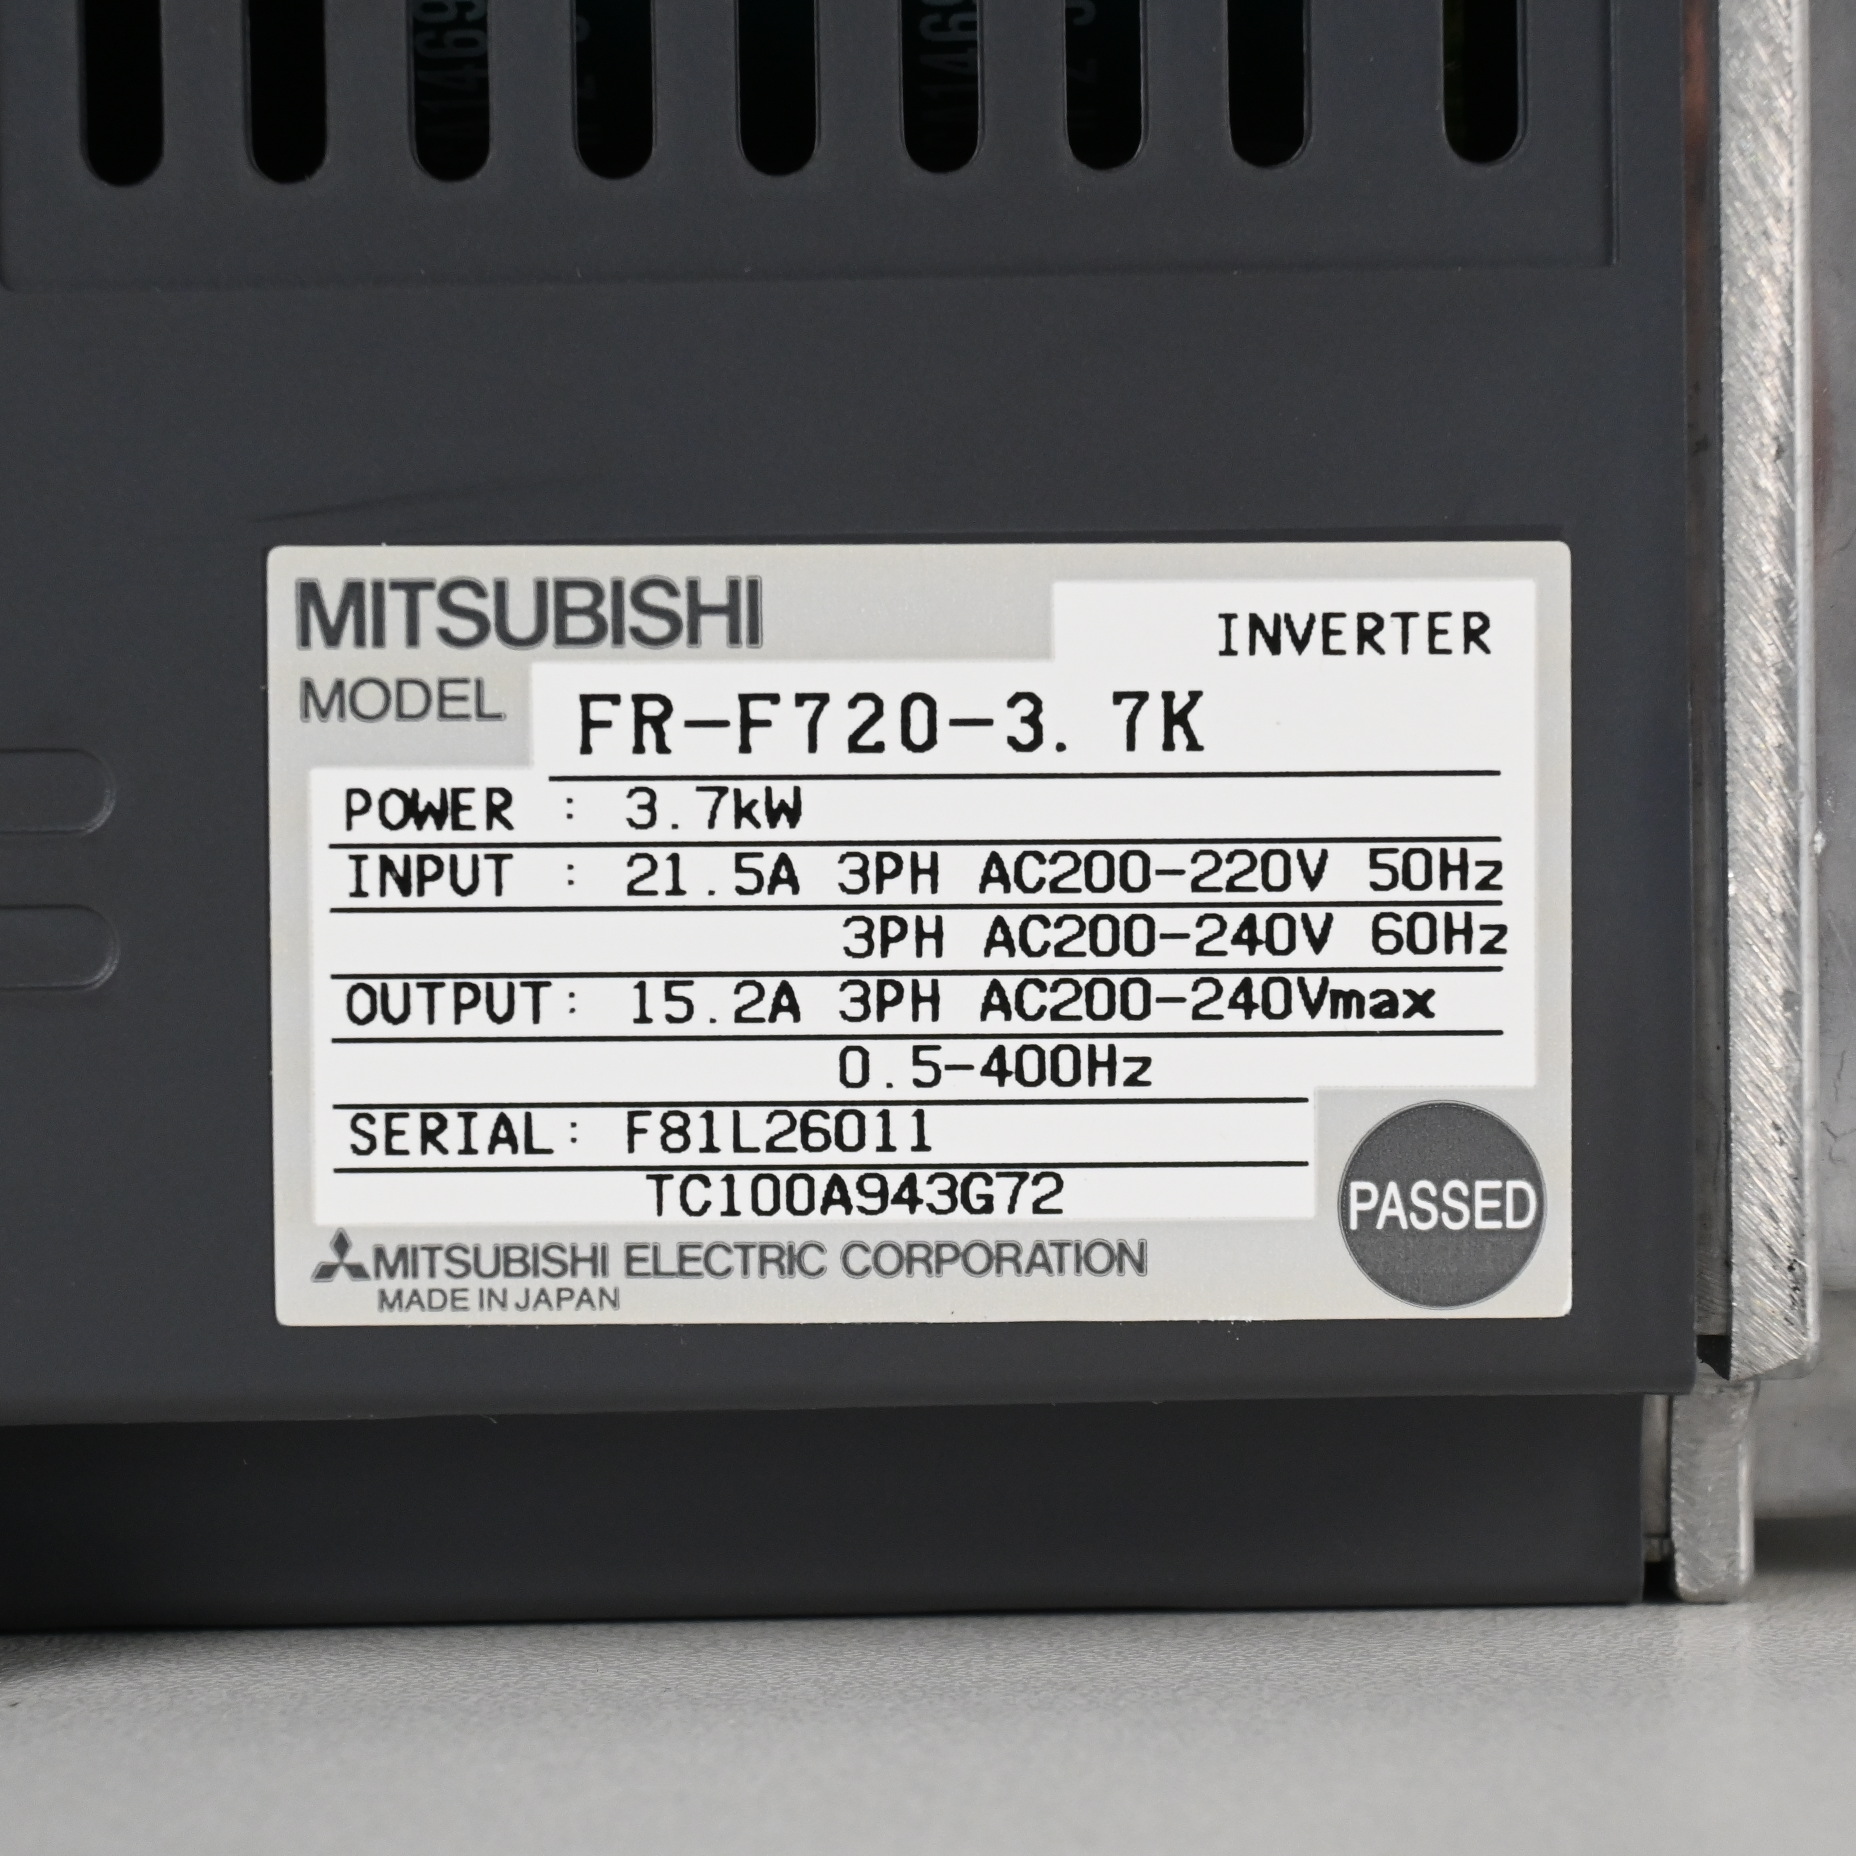 MITSUBISHI
INVERTER
MODEL FR-F720-3.7K
POWER : 3.7kW
INPUT : 21.5A 3PH AC200-220V 50Hz
3PH AC200-240V 60Hz
OUTPUT: 15.2A 3PH AC200-240Vmax
0.5-400Hz
SERIAL: F81L26011
TC100A943G72
PASSED
MITSUBISHI ELECTRIC CORPORATION
MADE IN JAPAN